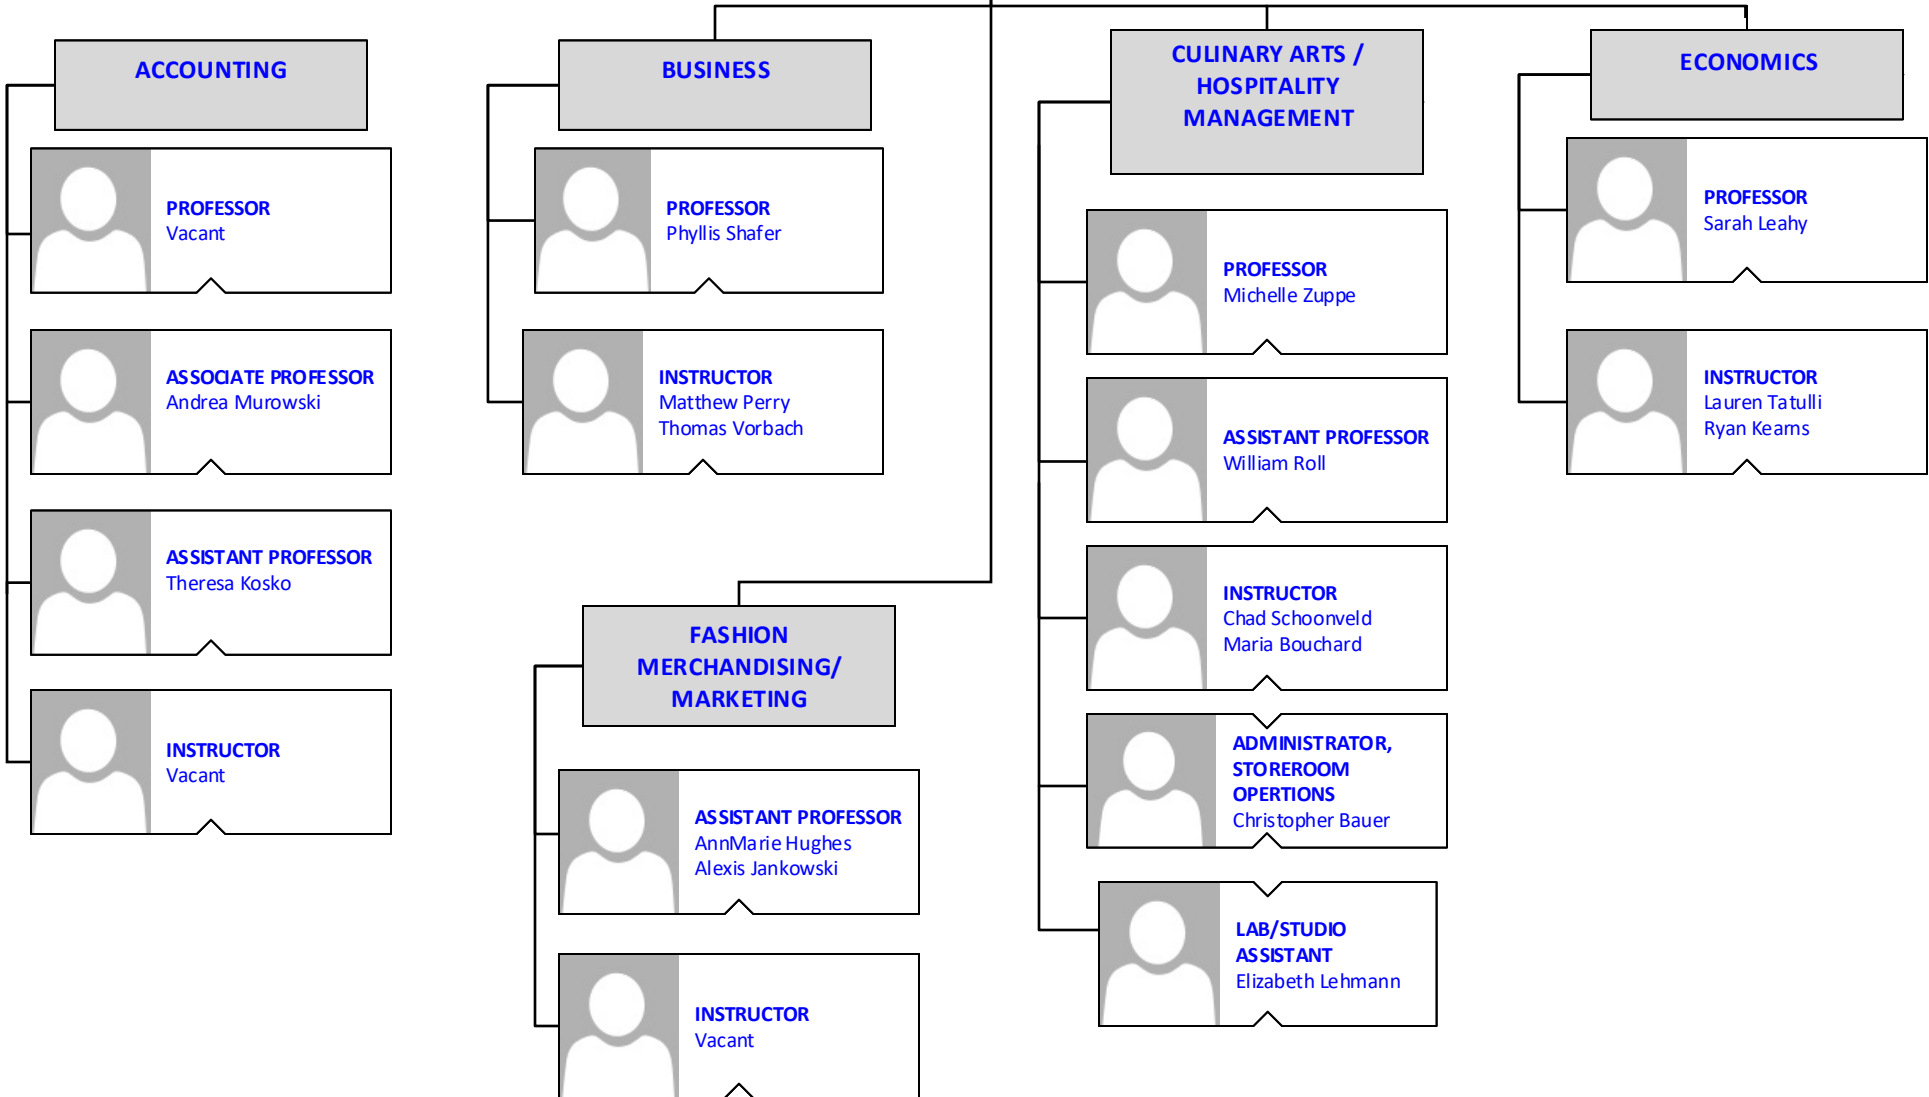 ACCOUNTING
PROFESSOR
Vacant
ASSOCIATE PROFESSOR
Andrea Murowski
ASSISTANT PROFESSOR
Theresa Kosko
INSTRUCTOR
Vacant
BUSINESS
PROFESSOR
Phyllis Shafer
INSTRUCTOR
Matthew Perry
Thomas Vorbach
FASHION
MERCHANDISING/
MARKETING
ASSISTANT PROFESSOR
AnnMarie Hughes
Alexis Jankowski
INSTRUCTOR
Vacant
CULINARY ARTS /
HOSPITALITY
MANAGEMENT
PROFESSOR
Michelle Zuppe
ASSISTANT PROFESSOR
William Roll
INSTRUCTOR
Chad Schoonveld
Maria Bouchard
ADMINISTRATOR,
STOREROOM
OPERTIONS
Christopher Bauer
LAB/STUDIO
ASSISTANT
Elizabeth Lehmann
ECONOMICS
PROFESSOR
Sarah Leahy
INSTRUCTOR
Lauren Tatulli
Ryan Kearns